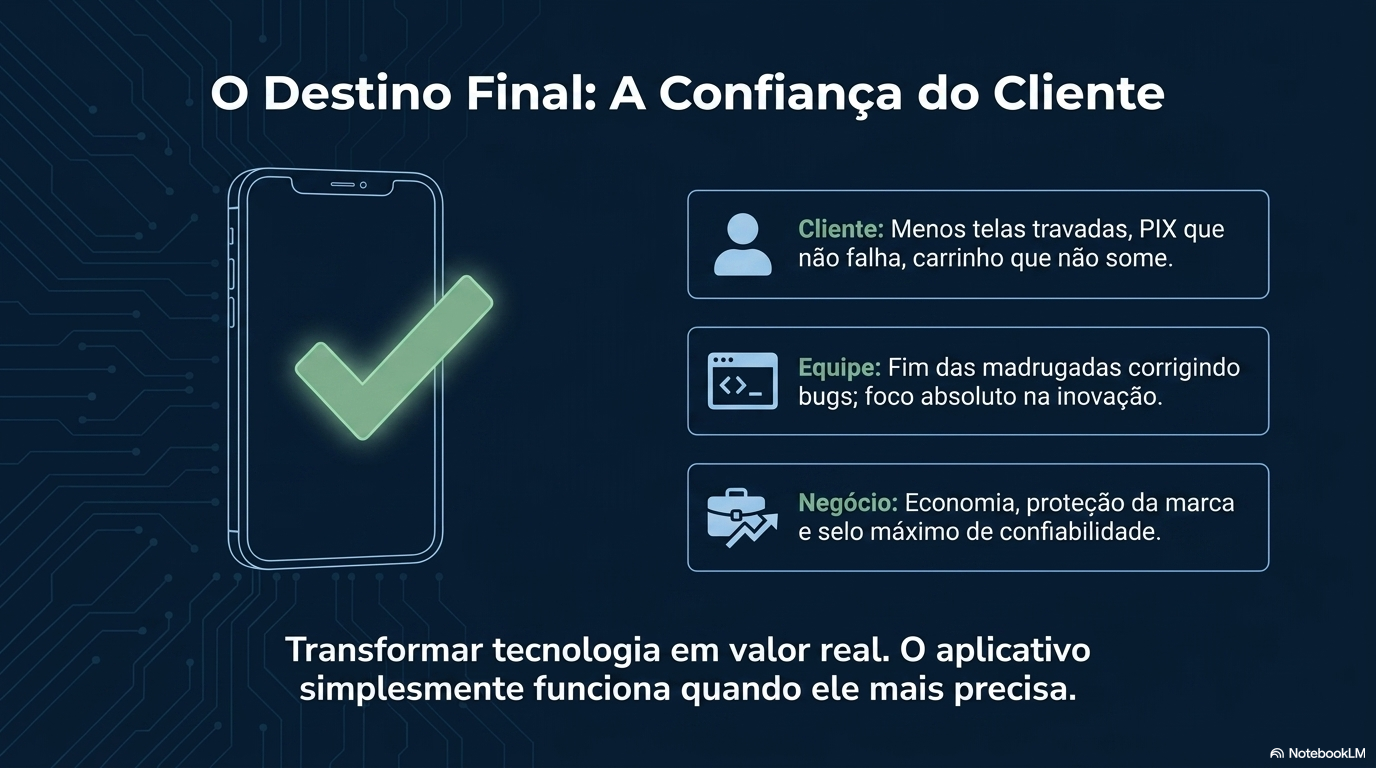 O Destino Final: A Confiança do Cliente
Cliente: Menos telas travadas, PIX que
não falha, carrinho que não some.
Equipe: Fim das madrugadas corrigindo
bugs; foco absoluto na inovação.
Negócio: Economia, proteção da marca
e selo máximo de confiabilidade.
Transformar tecnologia em valor real. O aplicativo
simplesmente funciona quando ele mais precisa.
NotebookLM